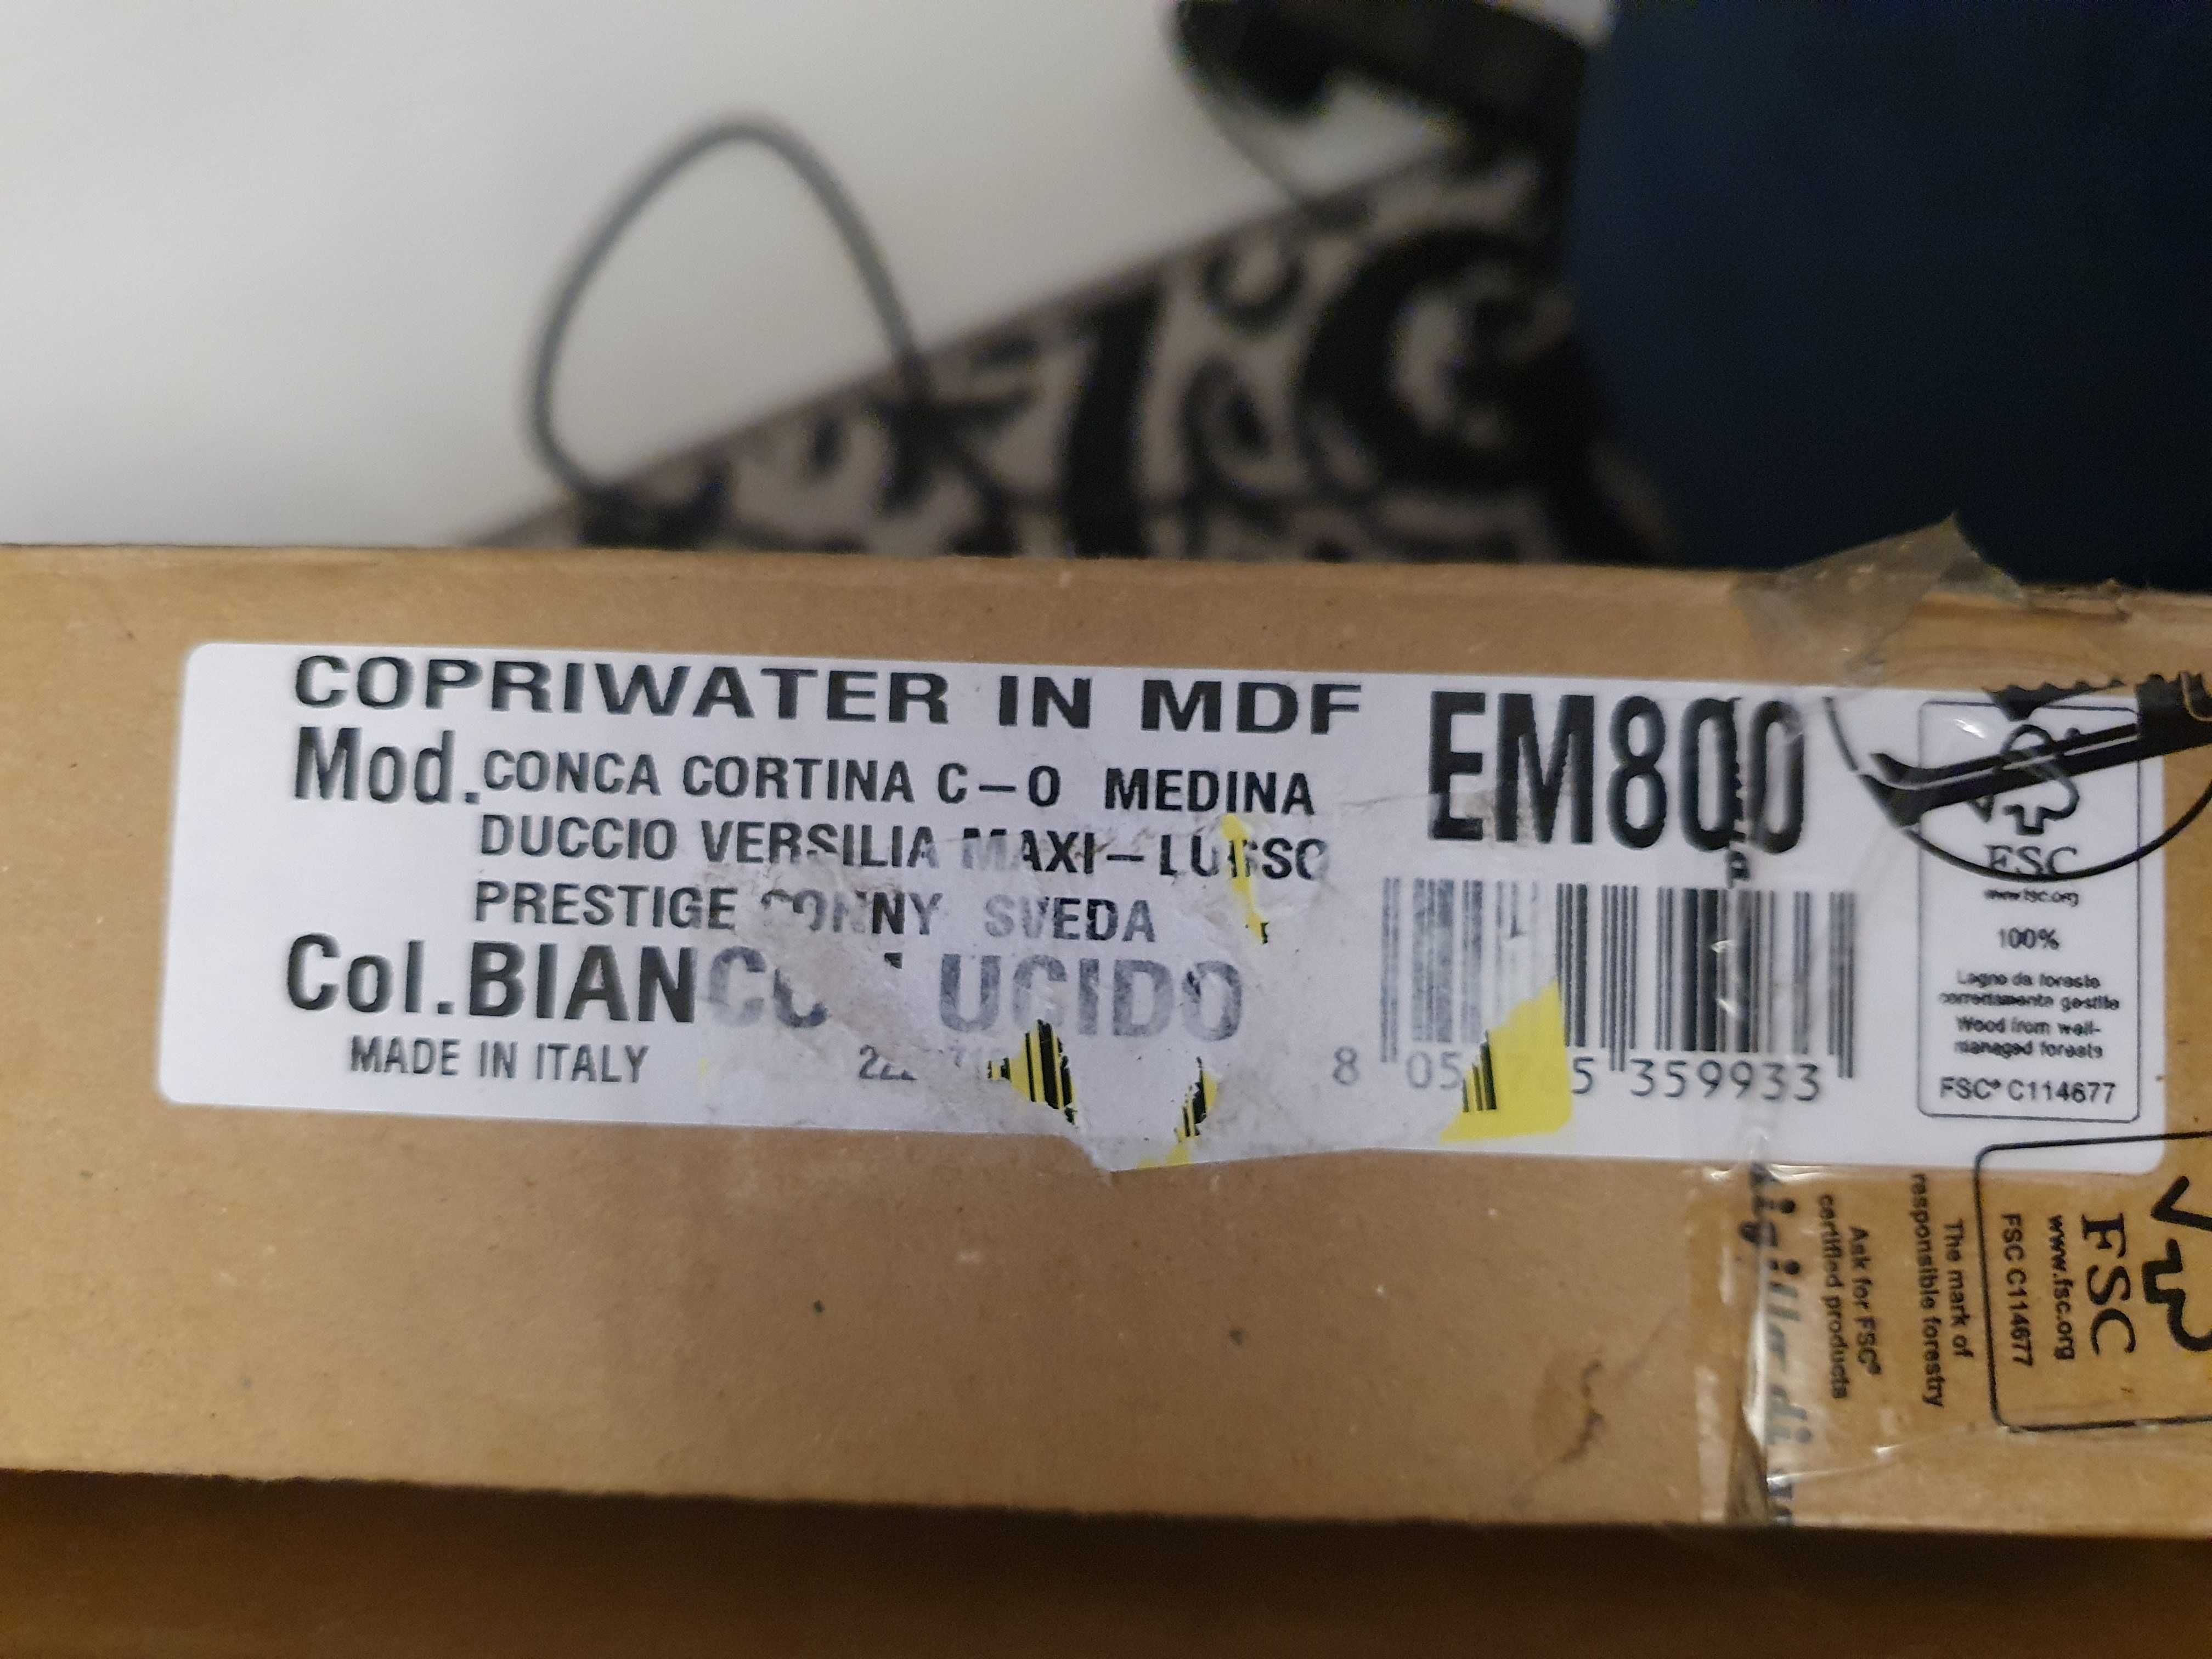 COPRIWATER IN MDF
Mod. CONCA CORTINA C-O MEDINA
DUCCIO VERSILIA MAXI-LUSSO
PRESTIGE CONNY SVEDA
Col. BIANCO LUCIDO
MADE IN ITALY
EM800
8 05 5 359933
FSC
www.fsc.org
100%
Legno da foreste
correttamente gestite
Wood from well-
managed forests
FSC® C114677
FSC
www.fsc.org
FSC C114677
The mark of
responsible forestry
Ask for FSC®
certified products